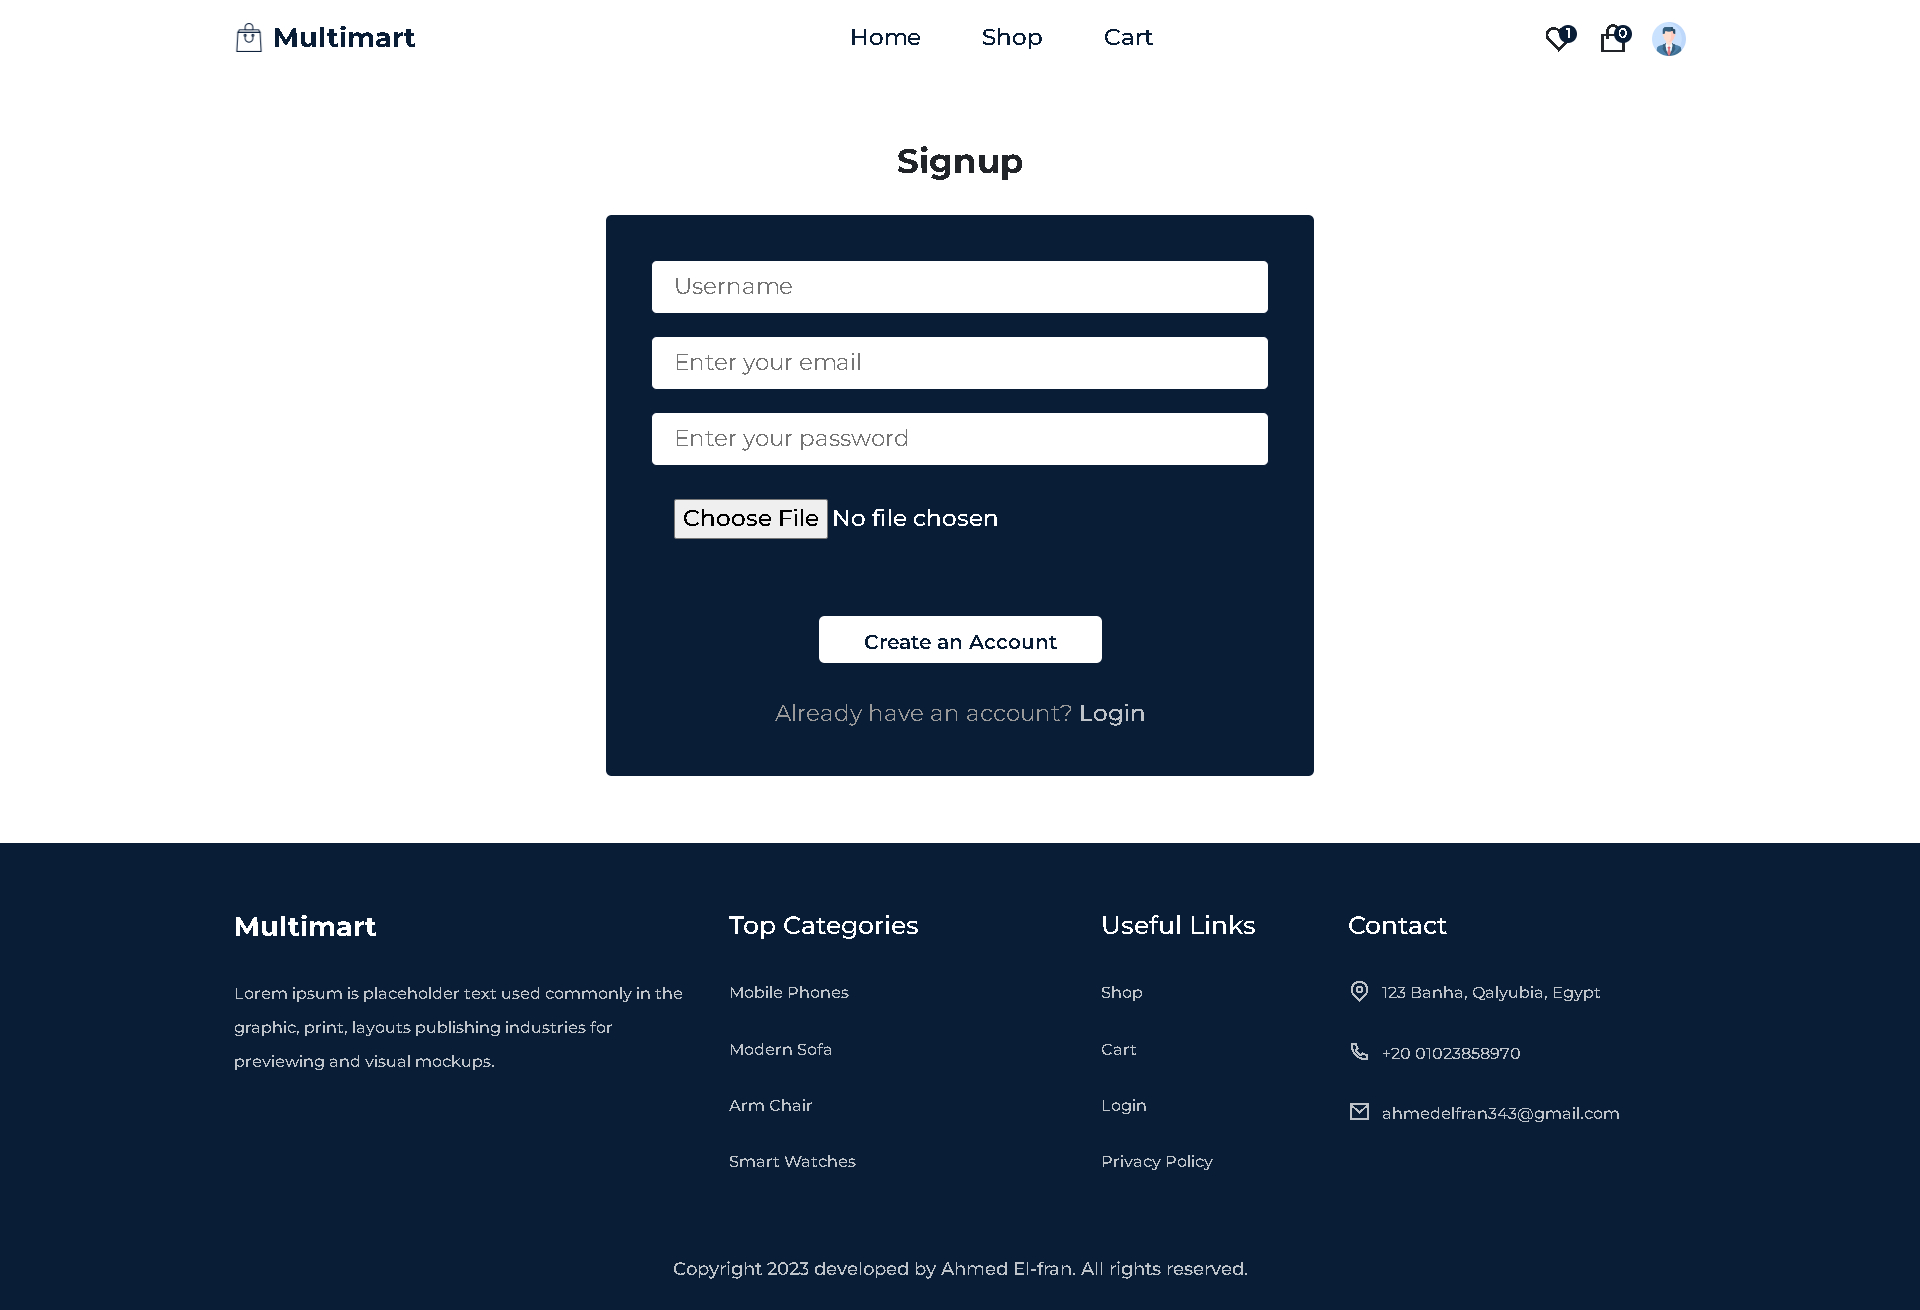 Multimart
Home Shop Cart
1
0
Signup
Username
Enter your email
Enter your password
Choose File No file chosen
Create an Account
Already have an account? Login
Multimart
Lorem ipsum is placeholder text used commonly in the
graphic, print, layouts publishing industries for
previewing and visual mockups.
Top Categories
Mobile Phones
Modern Sofa
Arm Chair
Smart Watches
Useful Links
Shop
Cart
Login
Privacy Policy
Contact
123 Banha, Qalyubia, Egypt
+20 01023858970
ahmedelfran343@gmail.com
Copyright 2023 developed by Ahmed El-fran. All rights reserved.